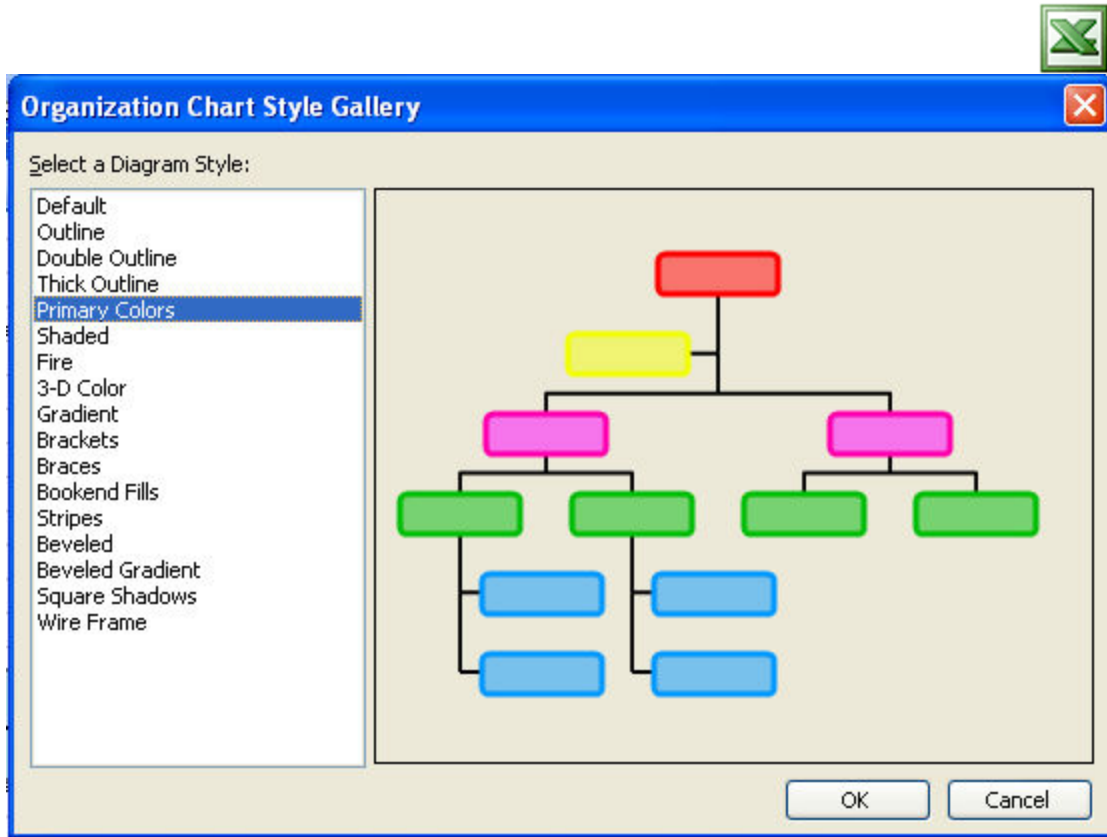 Organization Chart Style Gallery
Select a Diagram Style:
Default
Outline
Double Outline
Thick Outline
Primary Colors
Shaded
Fire
3-D Color
Gradient
Brackets
Braces
Bookend Fills
Stripes
Beveled
Beveled Gradient
Square Shadows
Wire Frame
OK Cancel